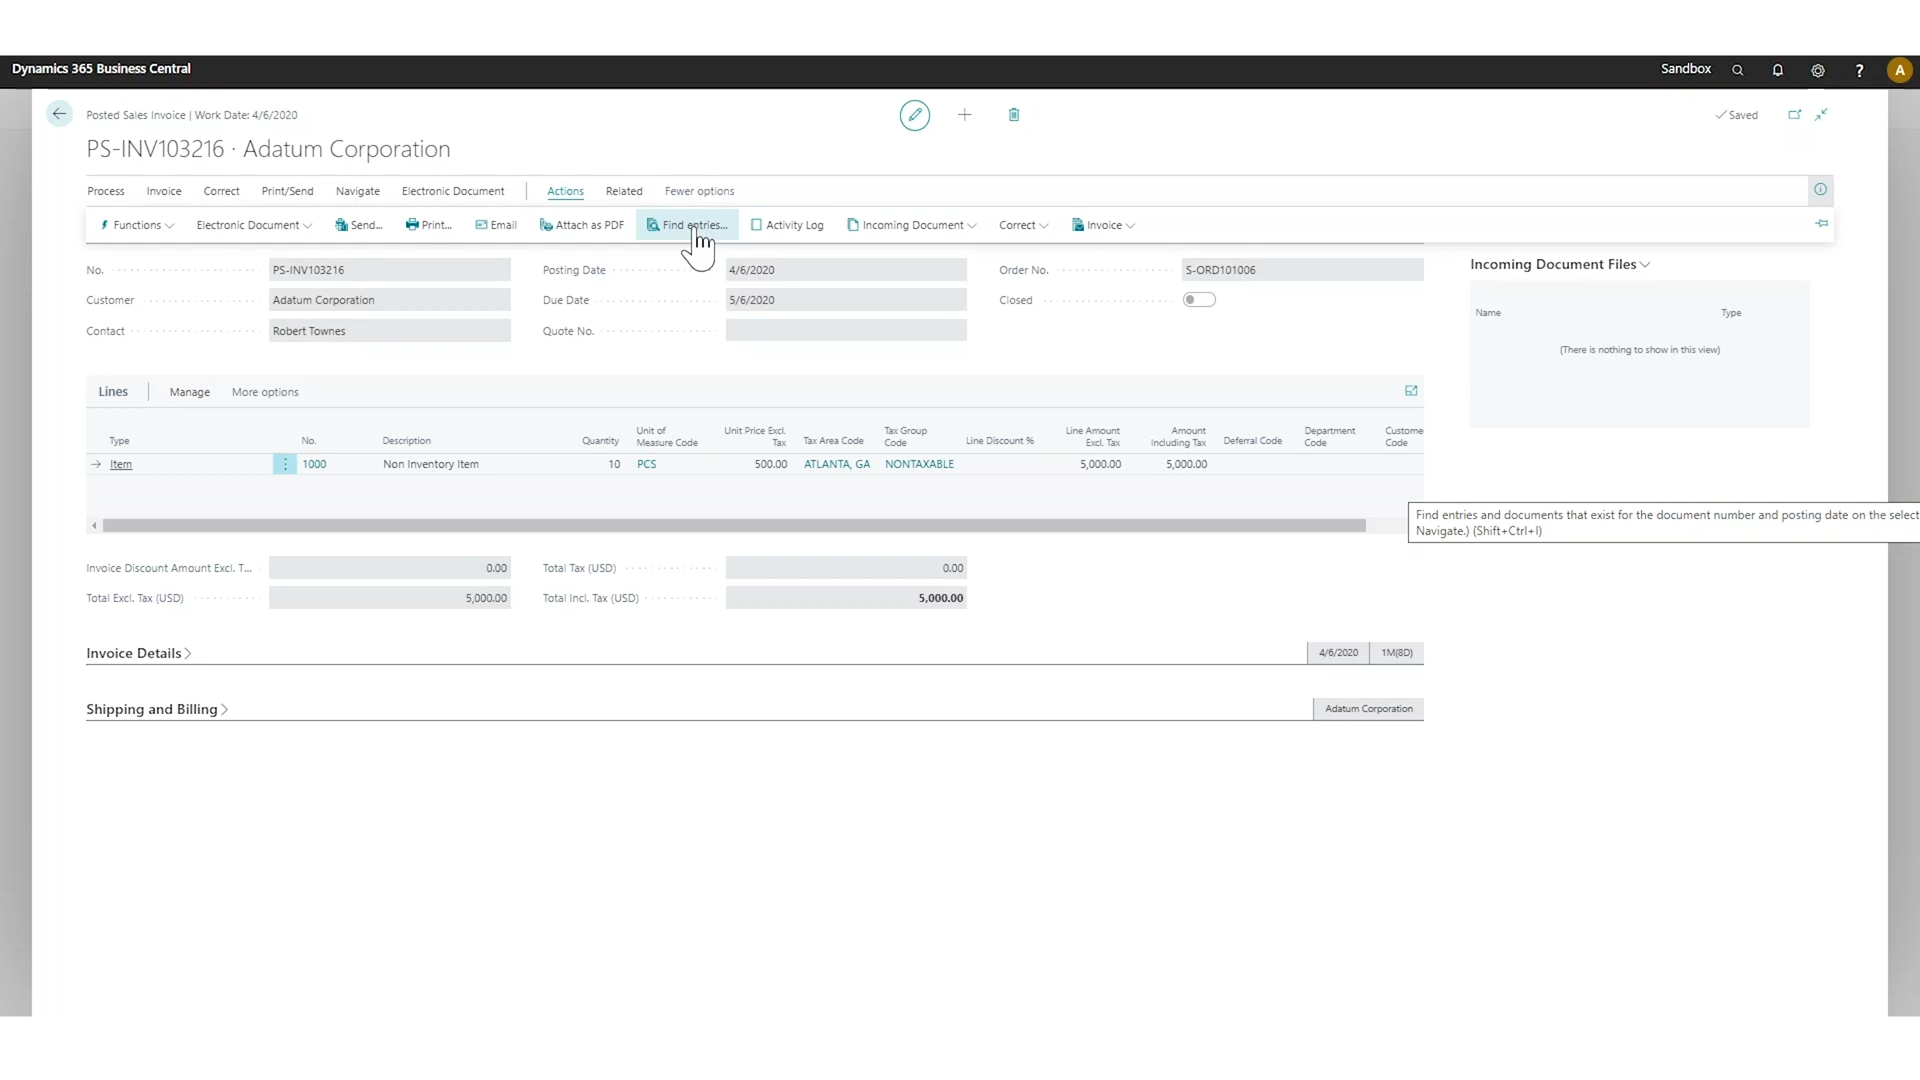 Dynamics 365 Business Central
Sandbox
?
A
Posted Sales Invoice | Work Date: 4/6/2020
Saved
PS-INV103216 · Adatum Corporation
Process Invoice Correct Print/Send Navigate Electronic Document Actions Related Fewer options
Functions Electronic Document Send... Print... Email Attach as PDF Find entries... Activity Log Incoming Document Correct Invoice
No. PS-INV103216 Posting Date 4/6/2020 Order No. S-ORD101006
Customer Adatum Corporation Due Date 5/6/2020 Closed
Contact Robert Townes Quote No.
Incoming Document Files
Name Type
(There is nothing to show in this view)
Lines Manage More options
Type No. Description Quantity Unit of Measure Code Unit Price Excl. Tax Tax Area Code Tax Group Code Line Discount % Line Amount Excl. Tax Amount Including Tax Deferral Code Department Code Custome Code
Item 1000 Non Inventory Item 10 PCS 500.00 ATLANTA, GA NONTAXABLE 5,000.00 5,000.00
Find entries and documents that exist for the document number and posting date on the select
Navigate.) (Shift+Ctrl+I)
Invoice Discount Amount Excl. T... 0.00 Total Tax (USD) 0.00
Total Excl. Tax (USD) 5,000.00 Total Incl. Tax (USD) 5,000.00
Invoice Details 4/6/2020 1M(8D)
Shipping and Billing Adatum Corporation